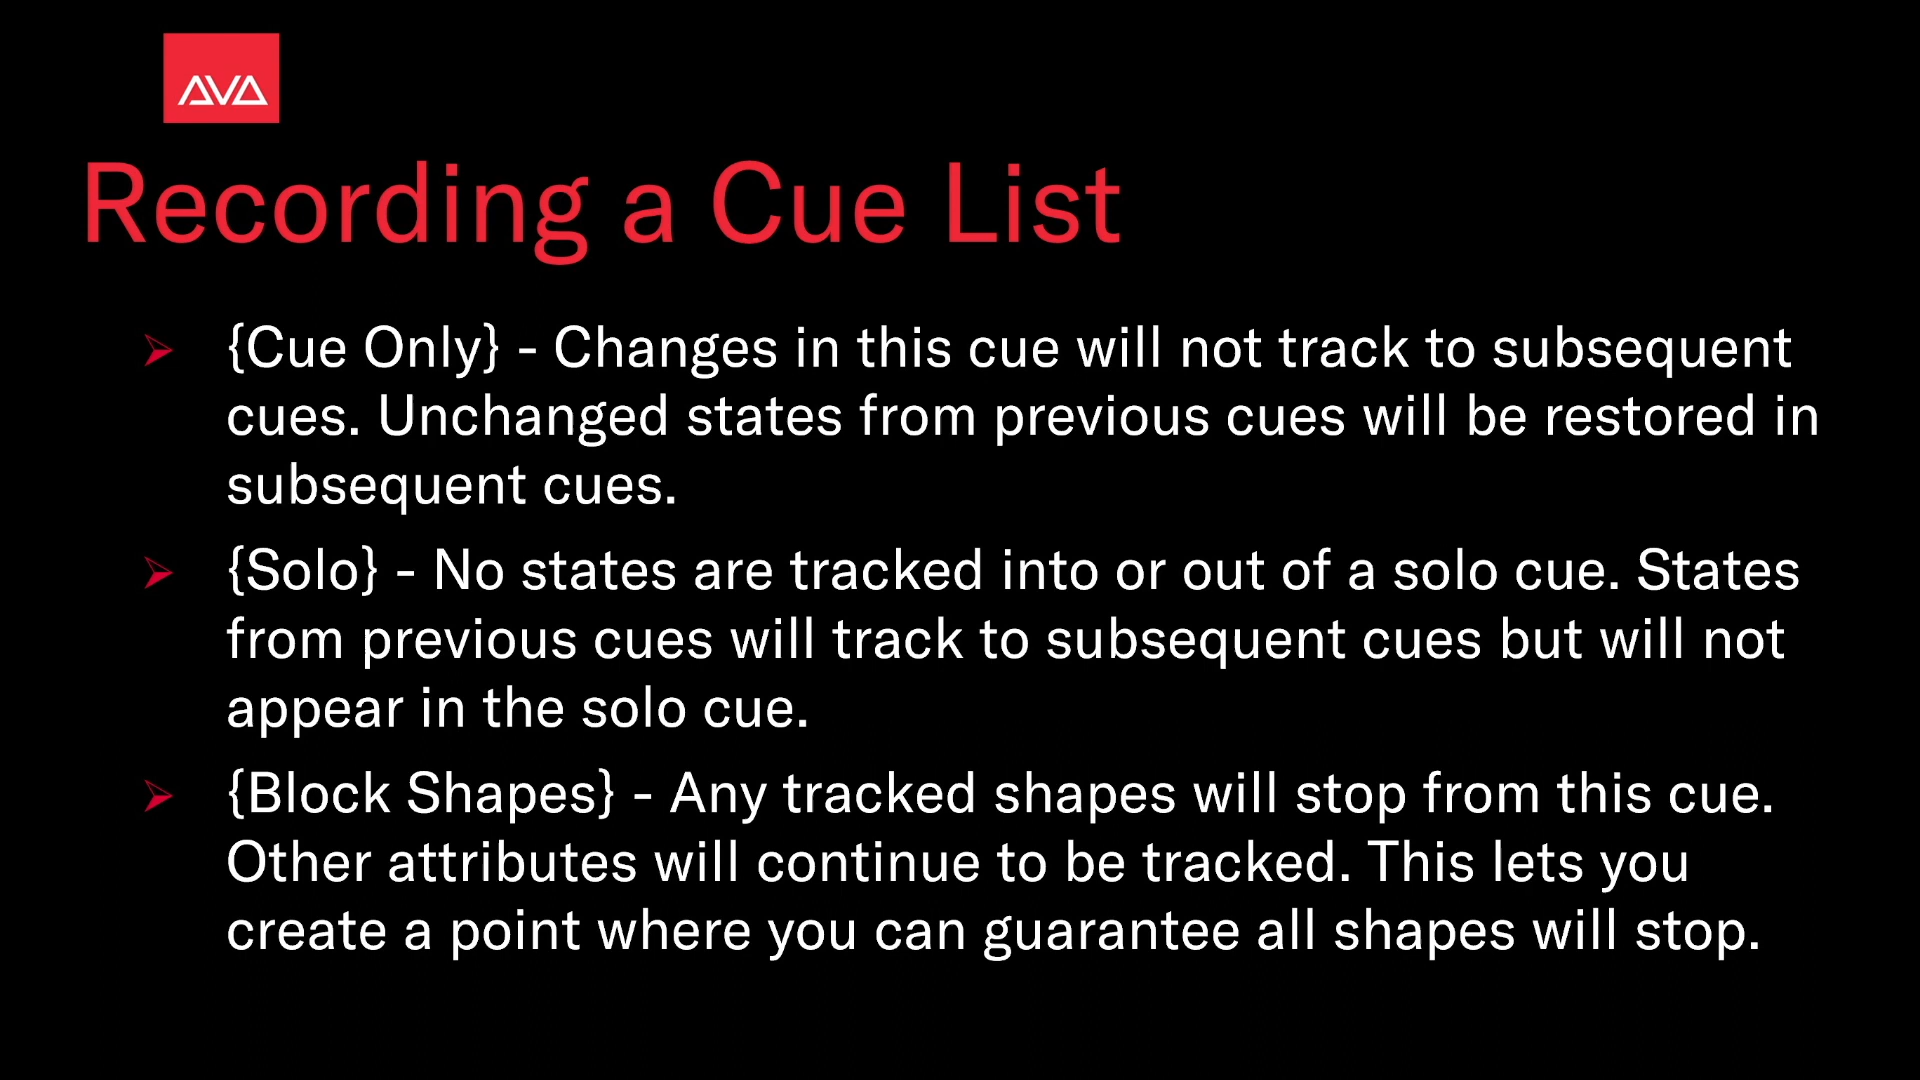 AVA
Recording a Cue List
{Cue Only} - Changes in this cue will not track to subsequent
cues. Unchanged states from previous cues will be restored in
subsequent cues.
{Solo} - No states are tracked into or out of a solo cue. States
from previous cues will track to subsequent cues but will not
appear in the solo cue.
{Block Shapes} - Any tracked shapes will stop from this cue.
Other attributes will continue to be tracked. This lets you
create a point where you can guarantee all shapes will stop.